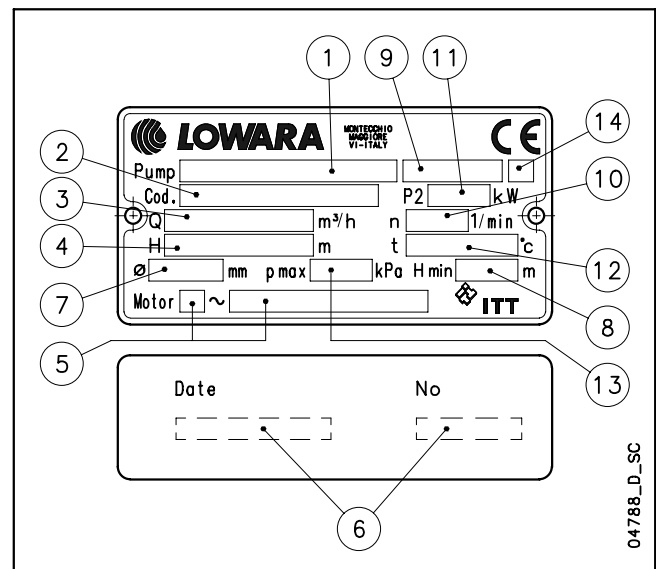 1 9 11
LOWARA MONTECCHIO MAGGIORE VI-ITALY CE 14
2 Pump
Cod. P2 kW 10
3 Q m³/h n 1/min
4 H m t °c 12
ø mm p max kPa H min m
7 Motor ~ ITT 8
5 13
Date No
6
04788_D_SC